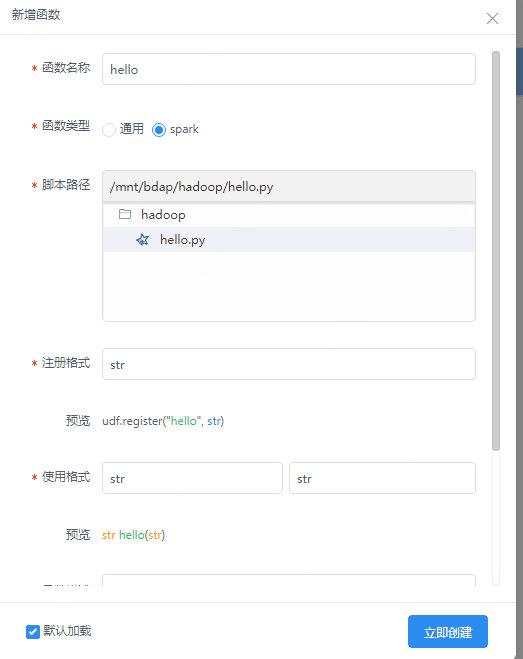 新增函数
* 函数名称 hello
* 函数类型 通用 spark
* 脚本路径 /mnt/bdap/hadoop/hello.py
hadoop
hello.py
* 注册格式 str
预览 udf.register("hello", str)
* 使用格式 str str
预览 str hello(str)
默认加载 立即创建